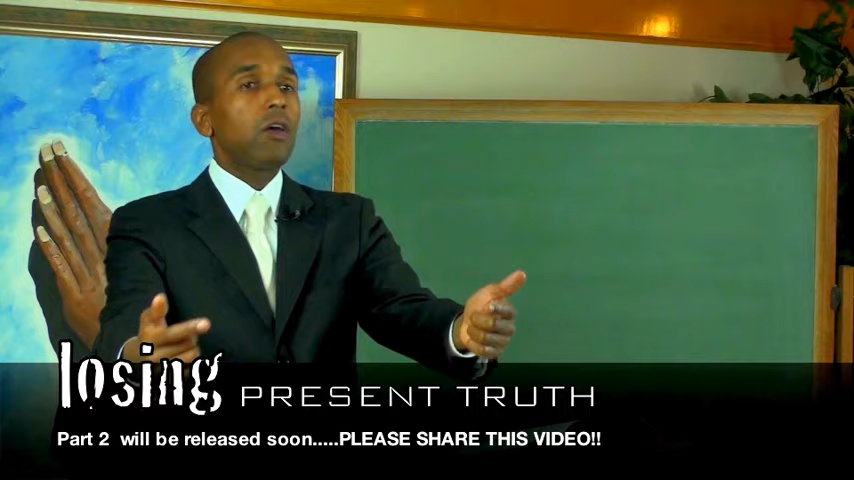 losing PRESENT TRUTH
Part 2 will be released soon.....PLEASE SHARE THIS VIDEO!!